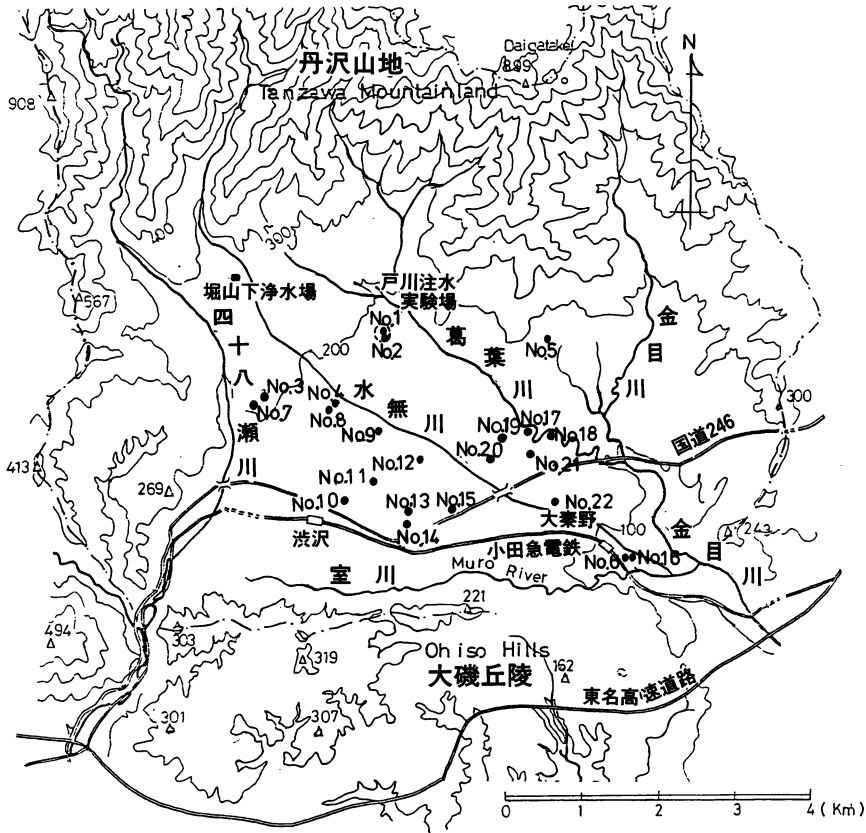 Daigatake
899
N
丹沢山地
Tanzawa Mountainland
908
400
300
堀山下浄水場
戸川注水
実験場
567
四十八瀬川
No.1
No.2
葛葉川
No.5
金目川
200
水無川
No.3
No.4
No.7
No.8
No.9
300
No.19
No.17
No.18
国道246
No.20
No.21
413
269
No.12
No.11
No.10
No.13
No.15
No.22
No.14
大秦野
100
243
金目川
渋沢
小田急電鉄
No.6
No.16
室川
Muro River
221
494
303
319
Oh iso Hills
大磯丘陵
162
東名高速道路
301
307
0 1 2 3 4 (Km)